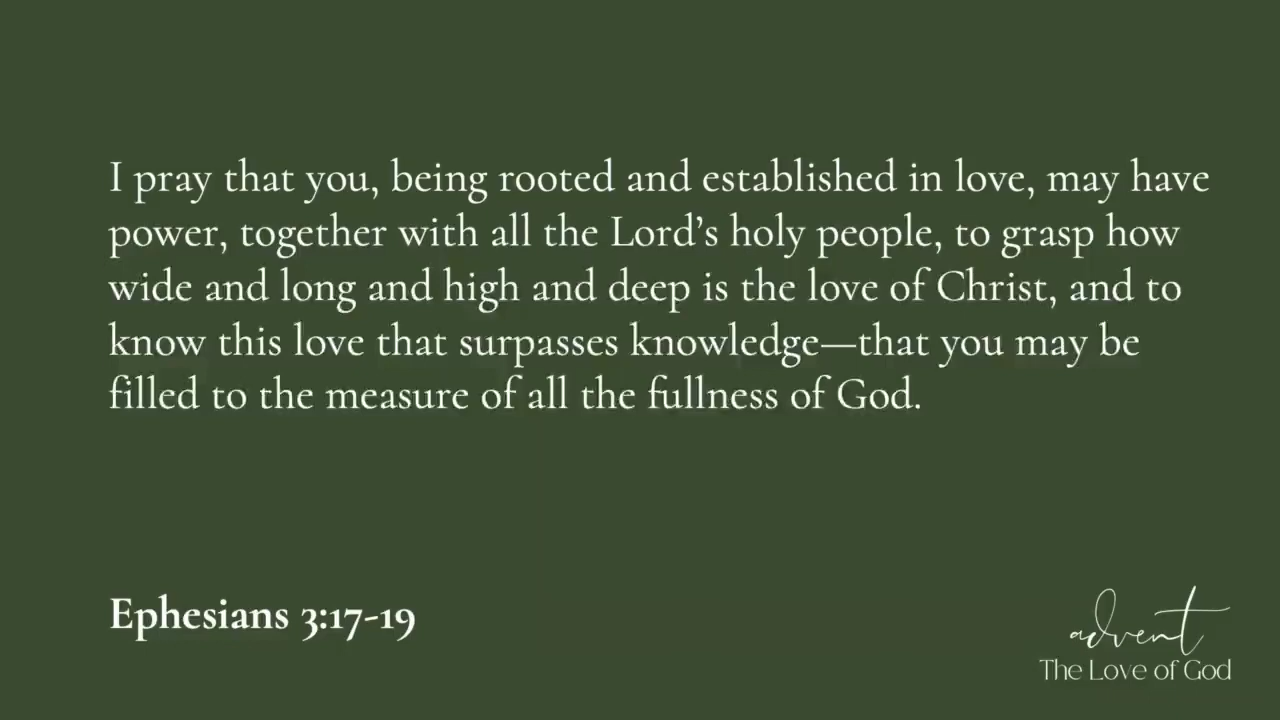 I pray that you, being rooted and established in love, may have
power, together with all the Lord’s holy people, to grasp how
wide and long and high and deep is the love of Christ, and to
know this love that surpasses knowledge—that you may be
filled to the measure of all the fullness of God.
Ephesians 3:17-19
advent
The Love of God